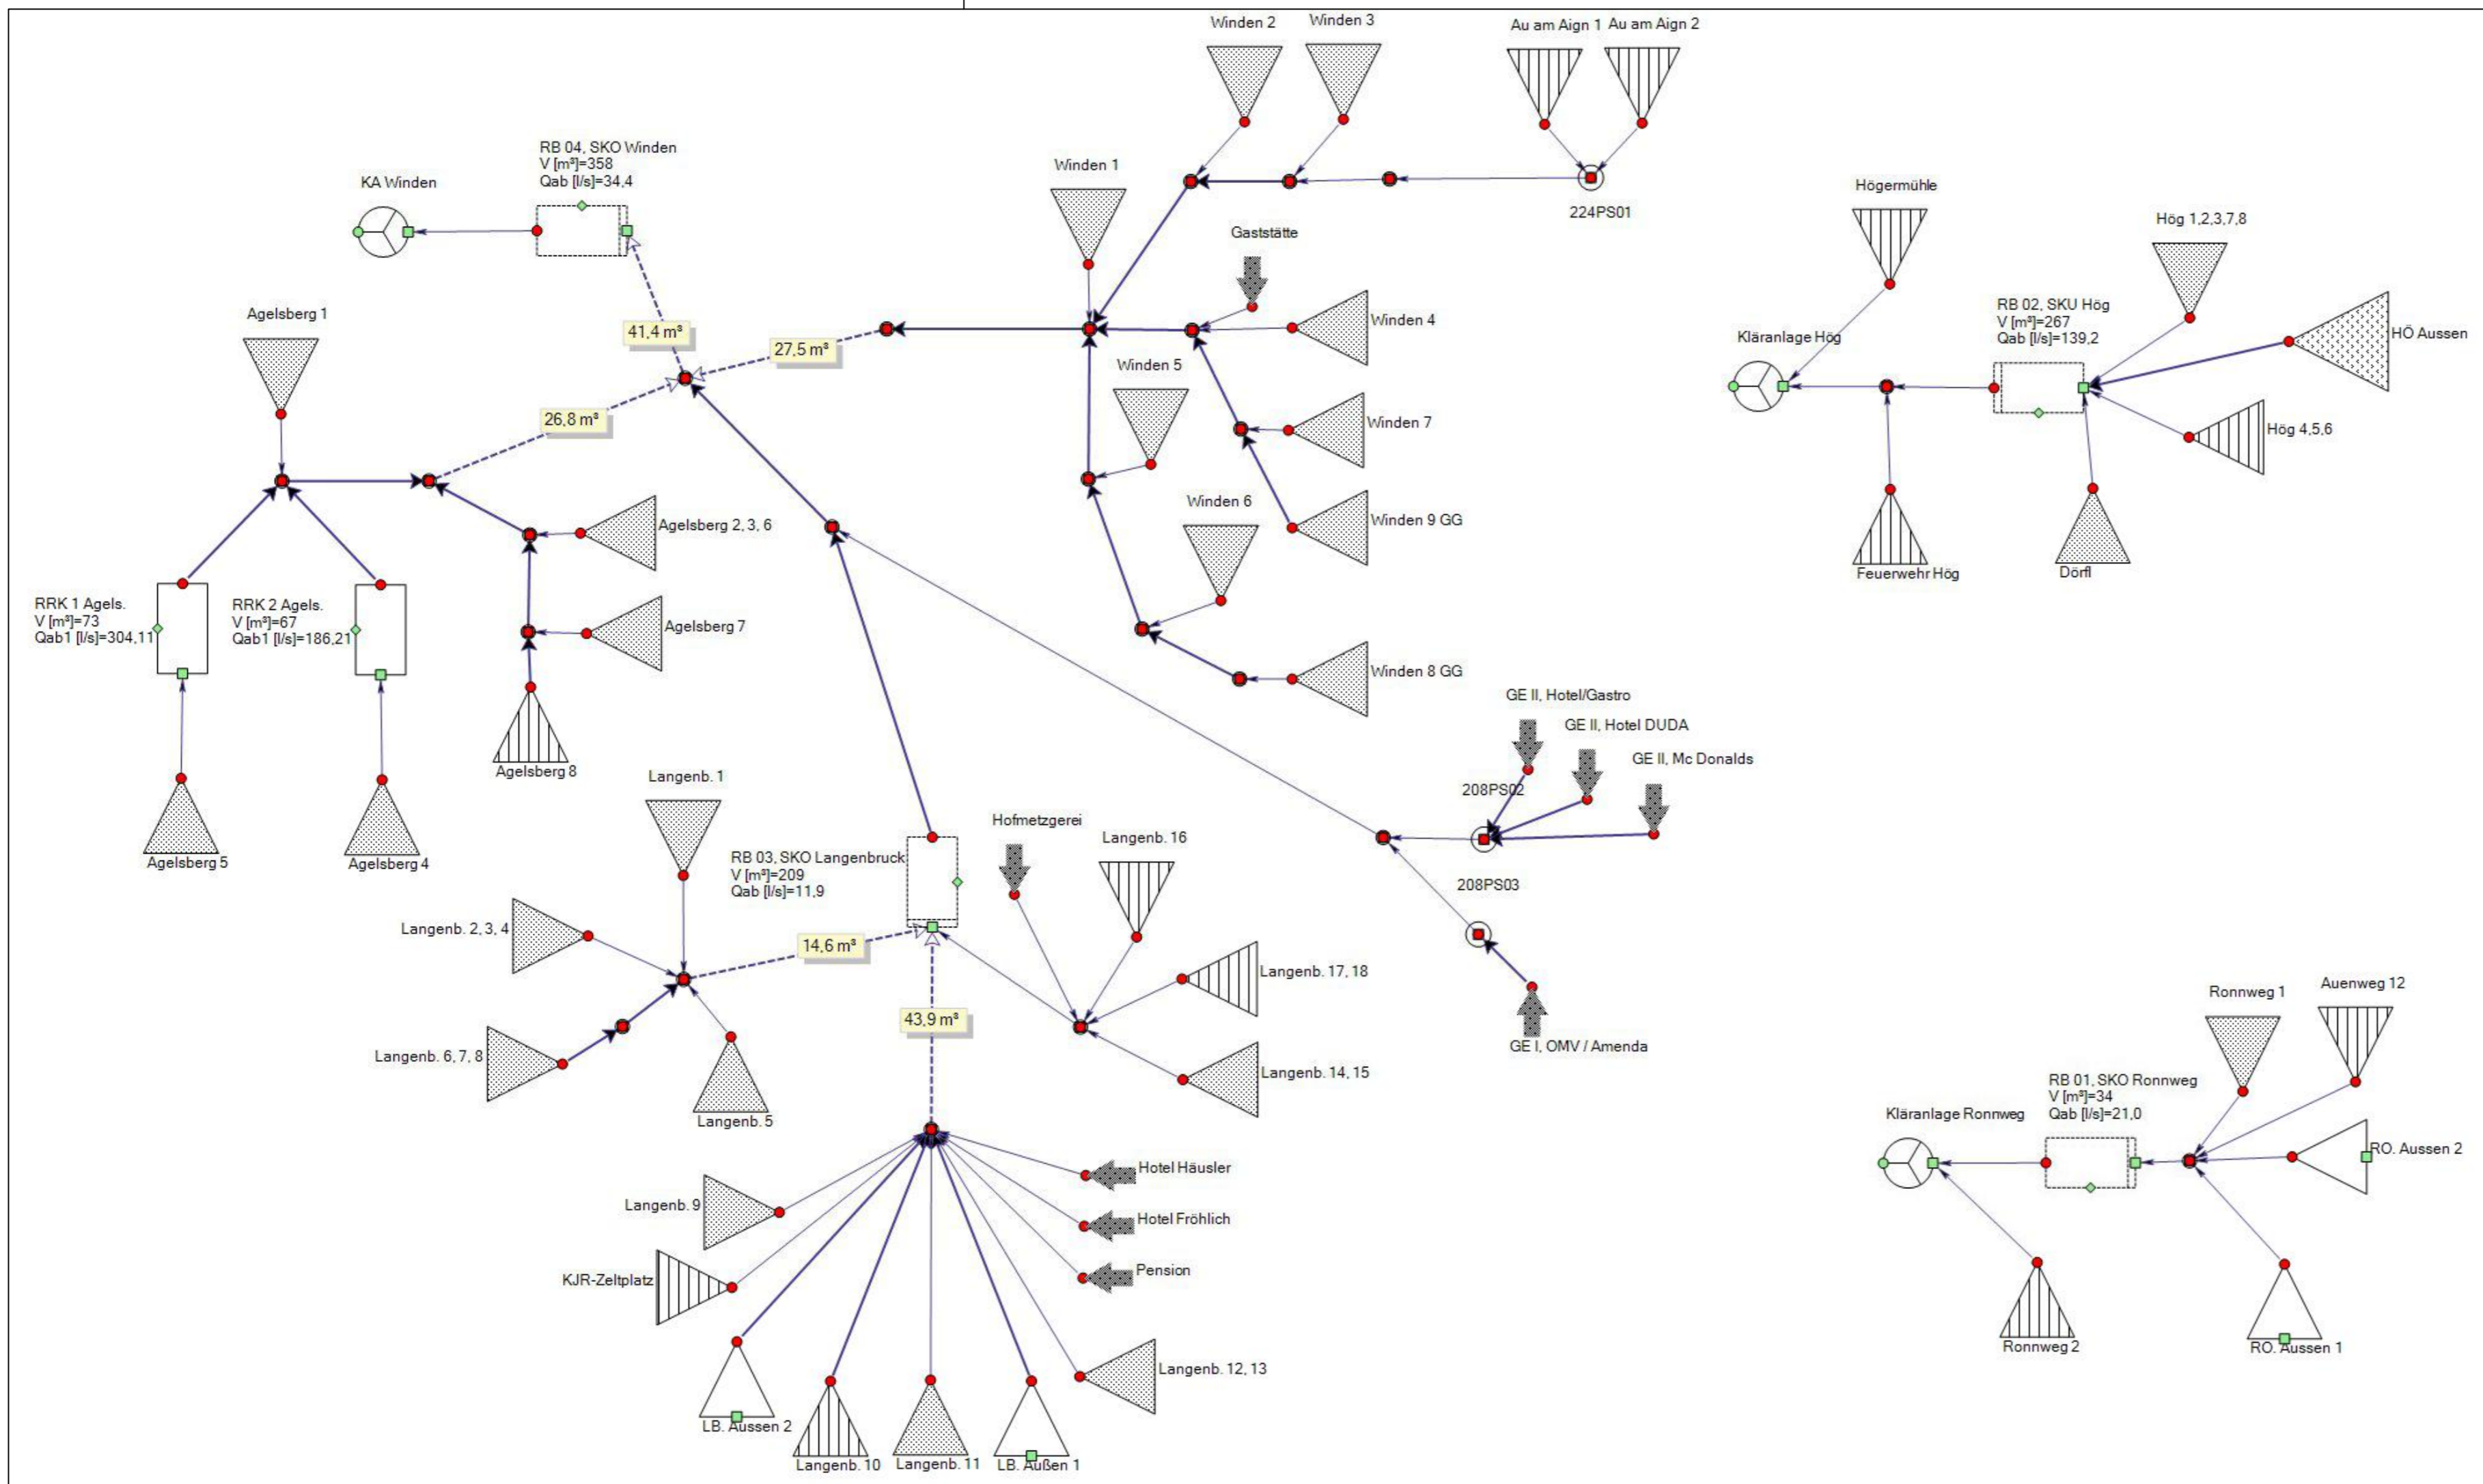 Winden 2
Winden 3
Au am Aign 1
Au am Aign 2
RB 04, SKO Winden
V [m³]=358
Qab [l/s]=34,4
KA Winden
Winden 1
224PS01
Högermühle
Hög 1,2,3,7,8
Gaststätte
RB 02, SKU Hög
V [m³]=267
Qab [l/s]=139,2
HÖ Aussen
Kläranlage Hög
Agelsberg 1
41,4 m³
27,5 m³
Winden 4
Winden 5
26,8 m³
Winden 7
Hög 4,5,6
Winden 6
Winden 9 GG
Agelsberg 2, 3, 6
Feuerwehr Hög
Dörfl
RRK 1 Agels.
V [m³]=73
Qab1 [l/s]=304,11
RRK 2 Agels.
V [m³]=67
Qab1 [l/s]=186,21
Agelsberg 7
Winden 8 GG
GE II, Hotel/Gastro
GE II, Hotel DUDA
GE II, Mc Donalds
Agelsberg 8
Langenb. 1
208PS02
Hofmetzgerei
Langenb. 16
Agelsberg 5
Agelsberg 4
RB 03, SKO Langenbruck
V [m³]=209
Qab [l/s]=11,9
208PS03
Langenb. 2, 3, 4
14,6 m³
Langenb. 17, 18
43,9 m³
Ronnweg 1
Auenweg 12
GE I, OMV / Amenda
Langenb. 6, 7, 8
Langenb. 14, 15
Langenb. 5
RB 01, SKO Ronnweg
V [m³]=34
Qab [l/s]=21,0
Kläranlage Ronnweg
RO. Aussen 2
Hotel Häusler
Langenb. 9
Hotel Fröhlich
KJR-Zeltplatz
Pension
Ronnweg 2
RO. Aussen 1
Langenb. 12, 13
LB. Aussen 2
Langenb. 10
Langenb. 11
LB. Außen 1